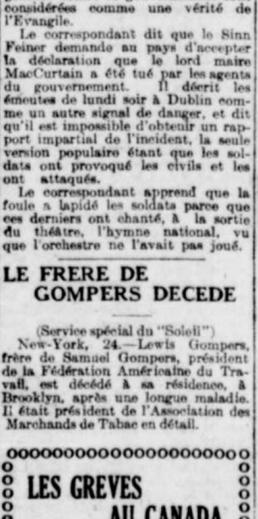 considérées comme une vérité de
l'Evangile.
Le correspondant dit que le Sinn
Feiner demande au pays d'accepter
la déclaration que le lord maire
MacCurtain a été tué par les agents
du gouvernement. Il décrit les
émeutes de lundi soir à Dublin com-
me un autre signal de danger, et dit
qu'il est impossible d'obtenir un rap-
port impartial de l'incident, la seule
version populaire étant que les sol-
dats ont provoqué les civils et les
ont attaqués.
Le correspondant apprend que la
foule a lapidé les soldats parce que
ces derniers ont chanté, à la sortie
du théâtre, l'hymne national, vu
que l'orchestre ne l'avait pas joué.
LE FRERE DE
GOMPERS DECEDE
(Service spécial du "Soleil")
New-York, 24.—Lewis Gompers,
frère de Samuel Gompers, président
de la Fédération Américaine du Tra-
vail, est décédé à sa résidence, à
Brooklyn, après une longue maladie.
Il était président de l'Association des
Marchands de Tabac en détail.
LES GREVES
AU CANADA